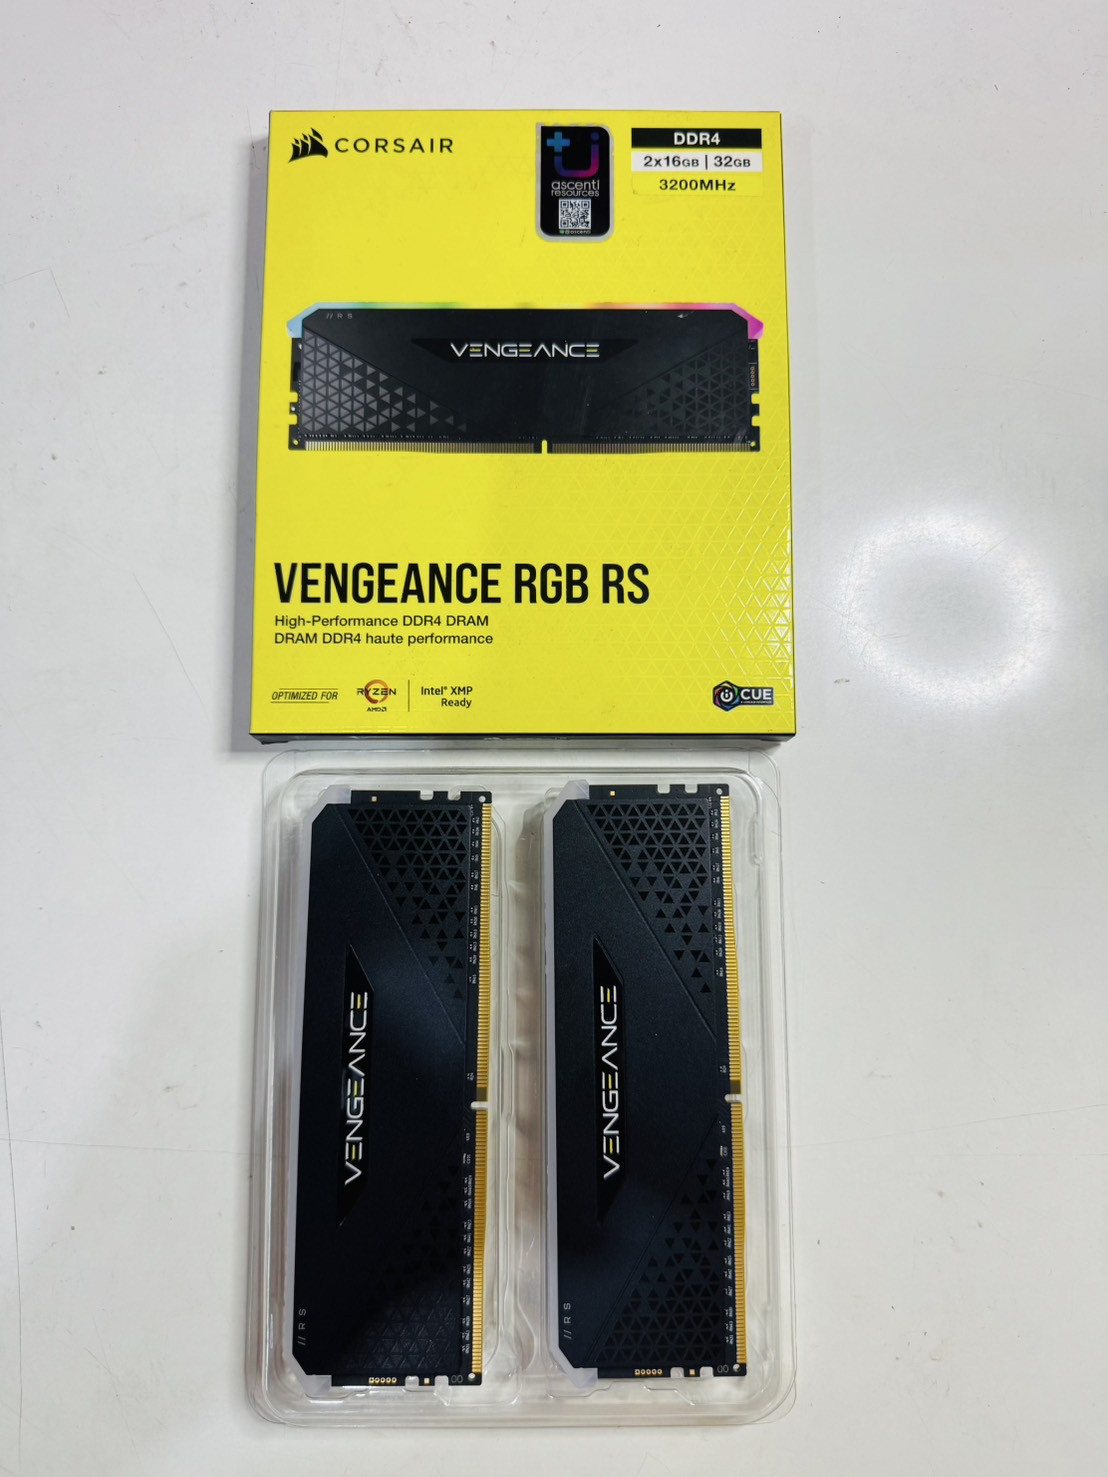 CORSAIR
ascenti
resources
DDR4
2x16GB | 32GB
3200MHz
// R S
VENGEANCE
VENGEANCE RGB RS
High-Performance DDR4 DRAM
DRAM DDR4 haute performance
OPTIMIZED FOR
RYZEN
AMD
Intel® XMP
Ready
CUE
VENGEANCE
// R S
VENGEANCE
// R S